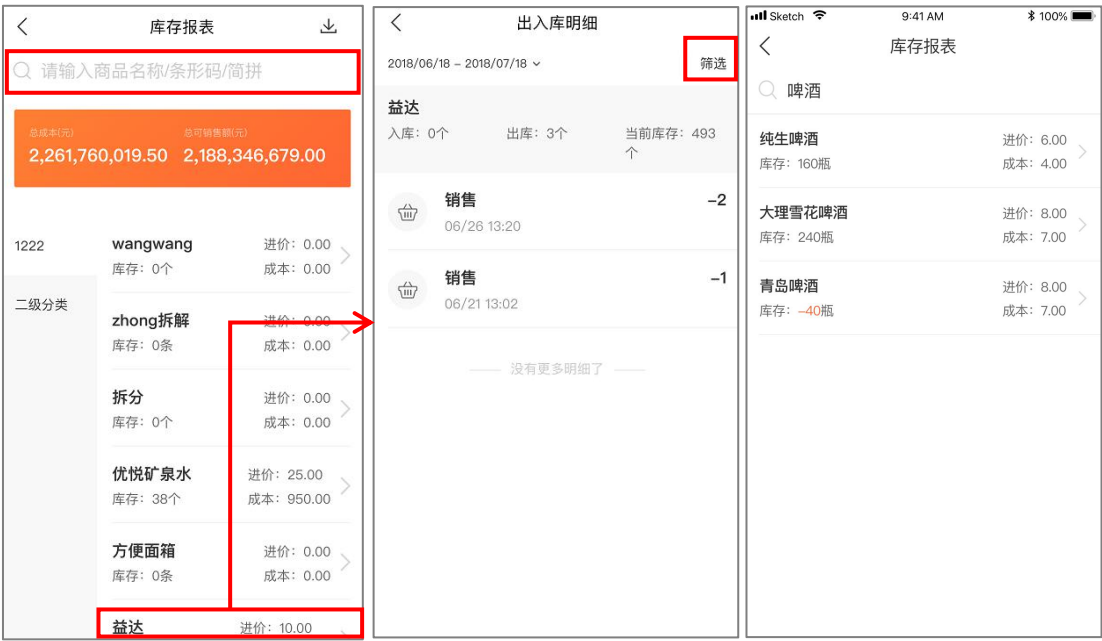 库存报表
请输入商品名称/条形码/简拼
总成本(元)
总可销售额(元)
2,261,760,019.50
2,188,346,679.00
1222
二级分类
wangwang
进价：0.00
库存：0个
成本：0.00
zhong拆解
进价：0.00
库存：0条
成本：0.00
拆分
进价：0.00
库存：0个
成本：0.00
优悦矿泉水
进价：25.00
库存：38个
成本：950.00
方便面箱
进价：0.00
库存：0条
成本：0.00
益达
进价：10.00
出入库明细
2018/06/18 – 2018/07/18
筛选
益达
入库：0个
出库：3个
当前库存：493
个
销售
–2
06/26 13:20
销售
–1
06/21 13:02
没有更多明细了
Sketch
9:41 AM
100%
库存报表
啤酒
纯生啤酒
进价：6.00
库存：160瓶
成本：4.00
大理雪花啤酒
进价：8.00
库存：240瓶
成本：7.00
青岛啤酒
进价：8.00
库存：–40瓶
成本：7.00